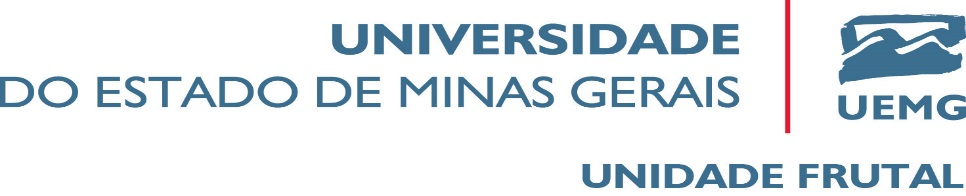 UNIVERSIDADE
DO ESTADO DE MINAS GERAIS
UEMG
UNIDADE FRUTAL